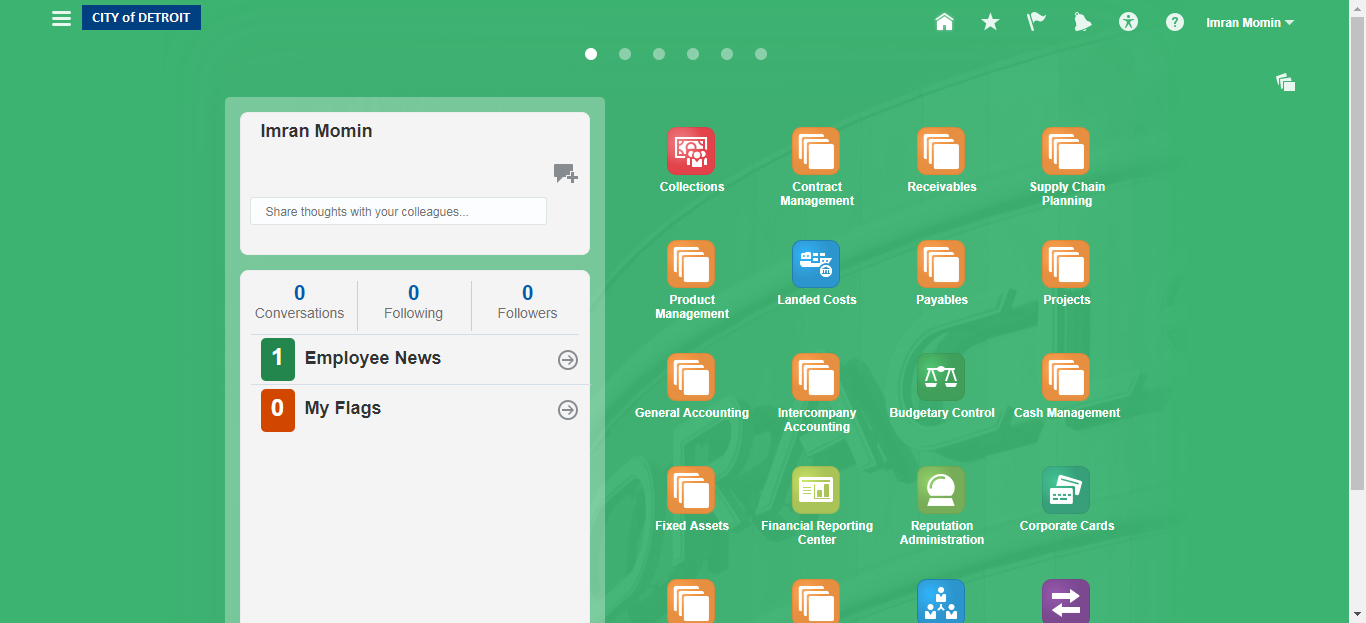 CITY of DETROIT
Imran Momin
Imran Momin
Share thoughts with your colleagues...
0
Conversations
0
Following
0
Followers
1
Employee News
0
My Flags
Collections
Contract
Management
Receivables
Supply Chain
Planning
Product
Management
Landed Costs
Payables
Projects
General Accounting
Intercompany
Accounting
Budgetary Control
Cash Management
Fixed Assets
Financial Reporting
Center
Reputation
Administration
Corporate Cards
ORACLE